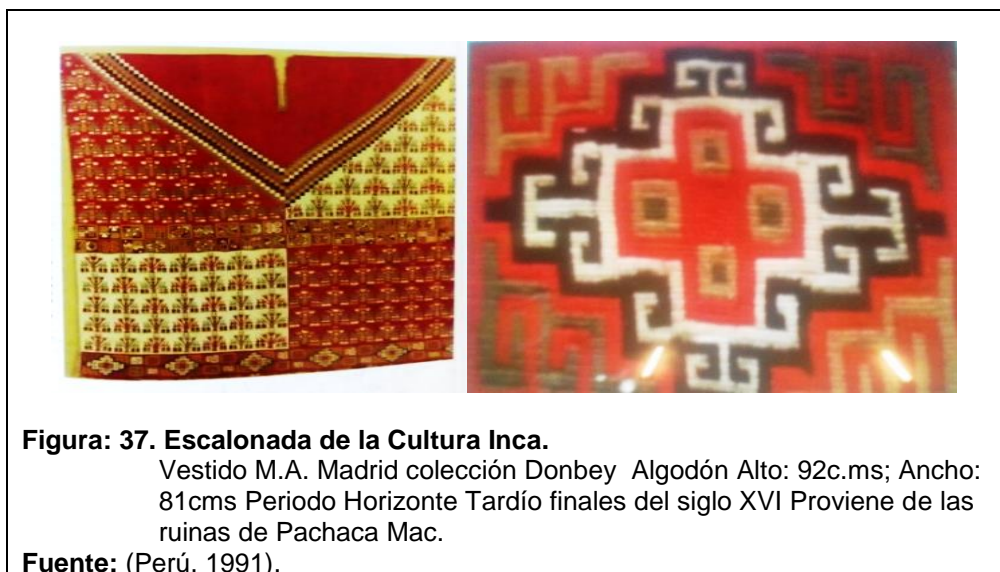 Figura: 37. Escalonada de la Cultura Inca.
Vestido M.A. Madrid colección Donbey Algodón Alto: 92c.ms; Ancho:
81cms Periodo Horizonte Tardío finales del siglo XVI Proviene de las
ruinas de Pachaca Mac.
Fuente: (Perú, 1991).